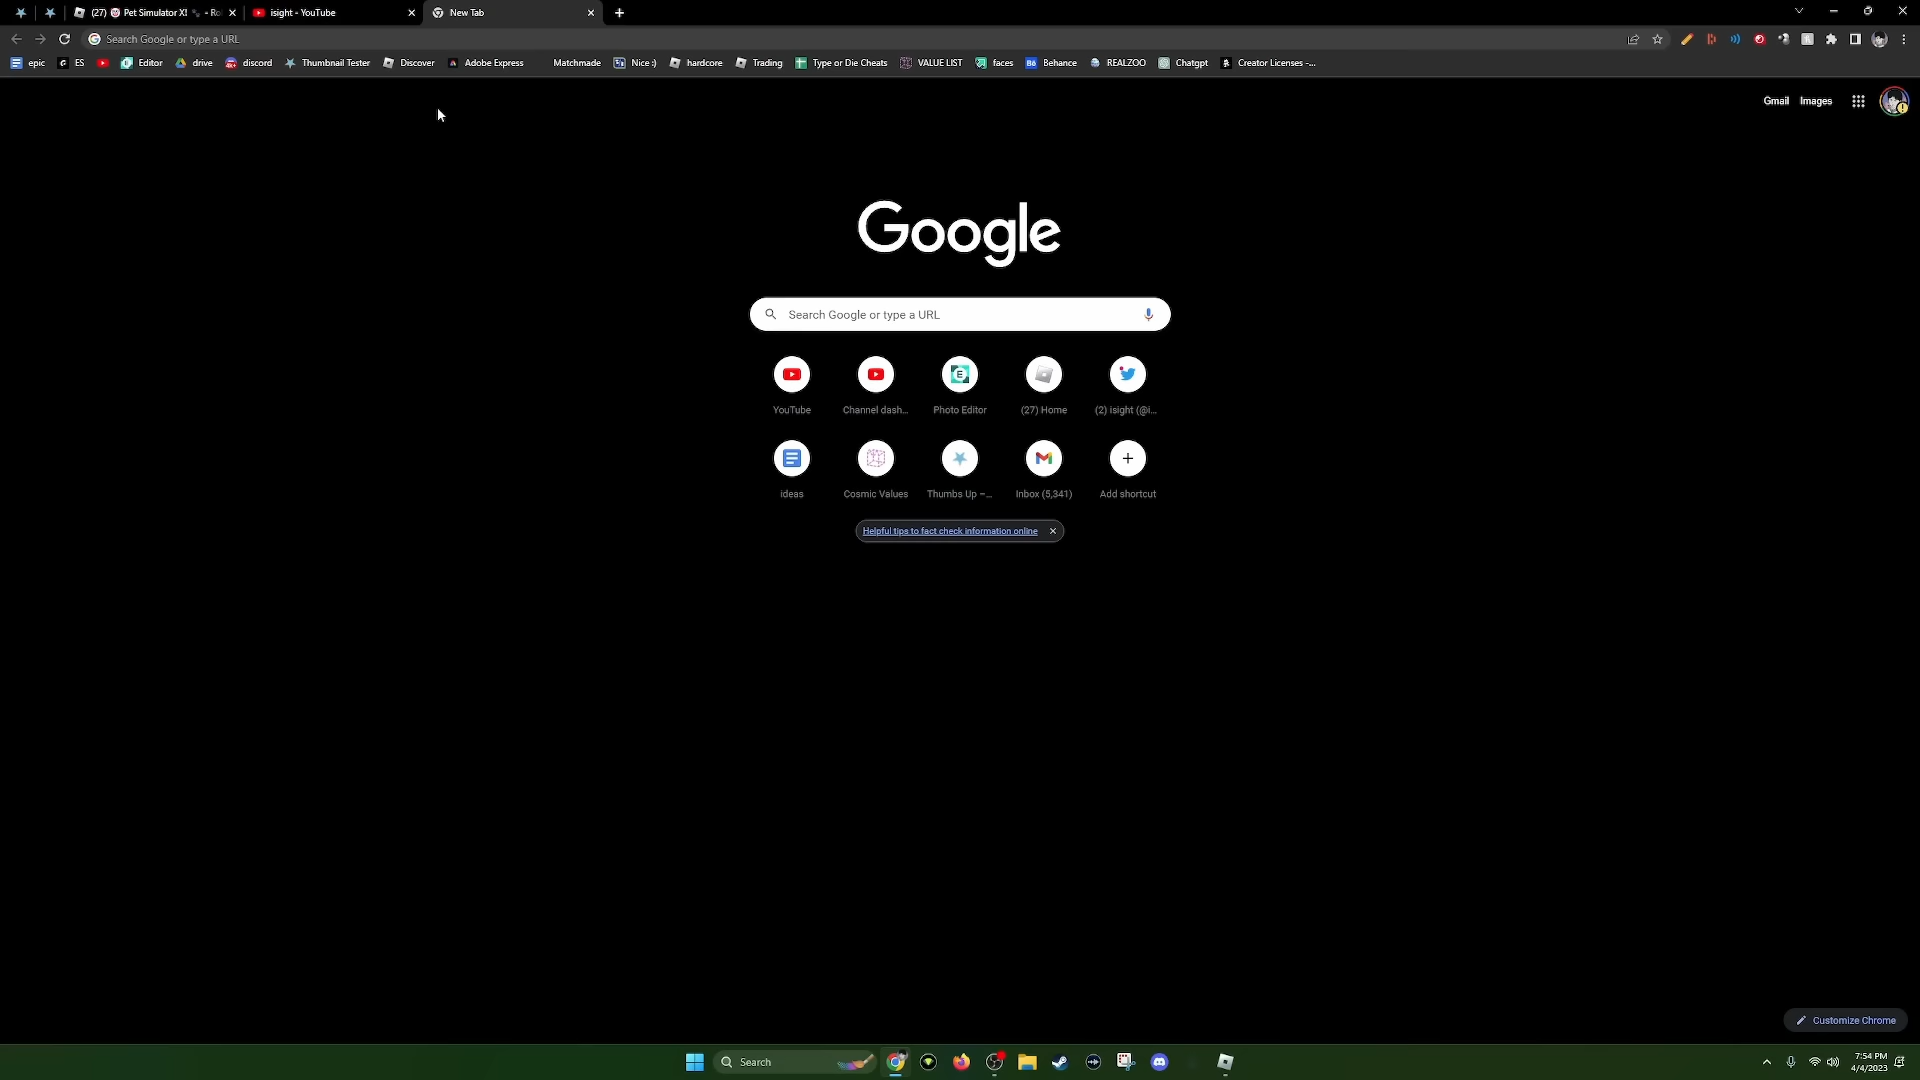 (27) Pet Simulator X! - Ro
isight - YouTube
New Tab
Search Google or type a URL
epic
ES
Editor
drive
discord
Thumbnail Tester
Discover
Adobe Express
Matchmade
Nice :)
hardcore
Trading
Type or Die Cheats
VALUE LIST
faces
Behance
REALZOO
Chatgpt
Creator Licenses -...
Gmail
Images
Google
Search Google or type a URL
YouTube
Channel dash...
Photo Editor
(27) Home
(2) isight (@i...
ideas
Cosmic Values
Thumbs Up –...
Inbox (5,341)
Add shortcut
Helpful tips to fact check information online
Customize Chrome
Search
7:54 PM
4/4/2023